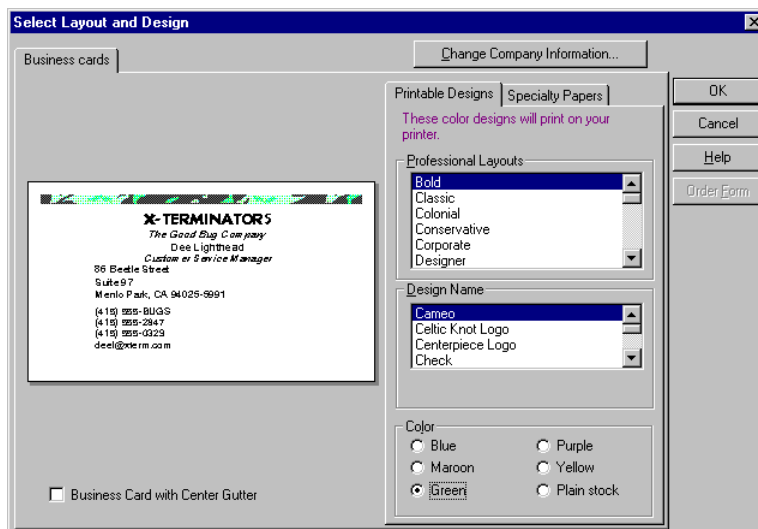 Select Layout and Design
Business cards
Change Company Information...
Printable Designs
Specialty Papers
OK
Cancel
Help
Order Form
These color designs will print on your
printer.
Professional Layouts
Bold
Classic
Colonial
Conservative
Corporate
Designer
Design Name
Cameo
Celtic Knot Logo
Centerpiece Logo
Check
Color
Blue
Purple
Maroon
Yellow
Green
Plain stock
X-TERMINATORS
The Good Bug Company
Dee Lighthead
Customer Service Manager
86 Beetle Street
Suite 97
Menlo Park, CA 94025-5991
(415) 555-BUGS
(415) 555-2847
(415) 555-0329
deel@xterm.com
Business Card with Center Gutter